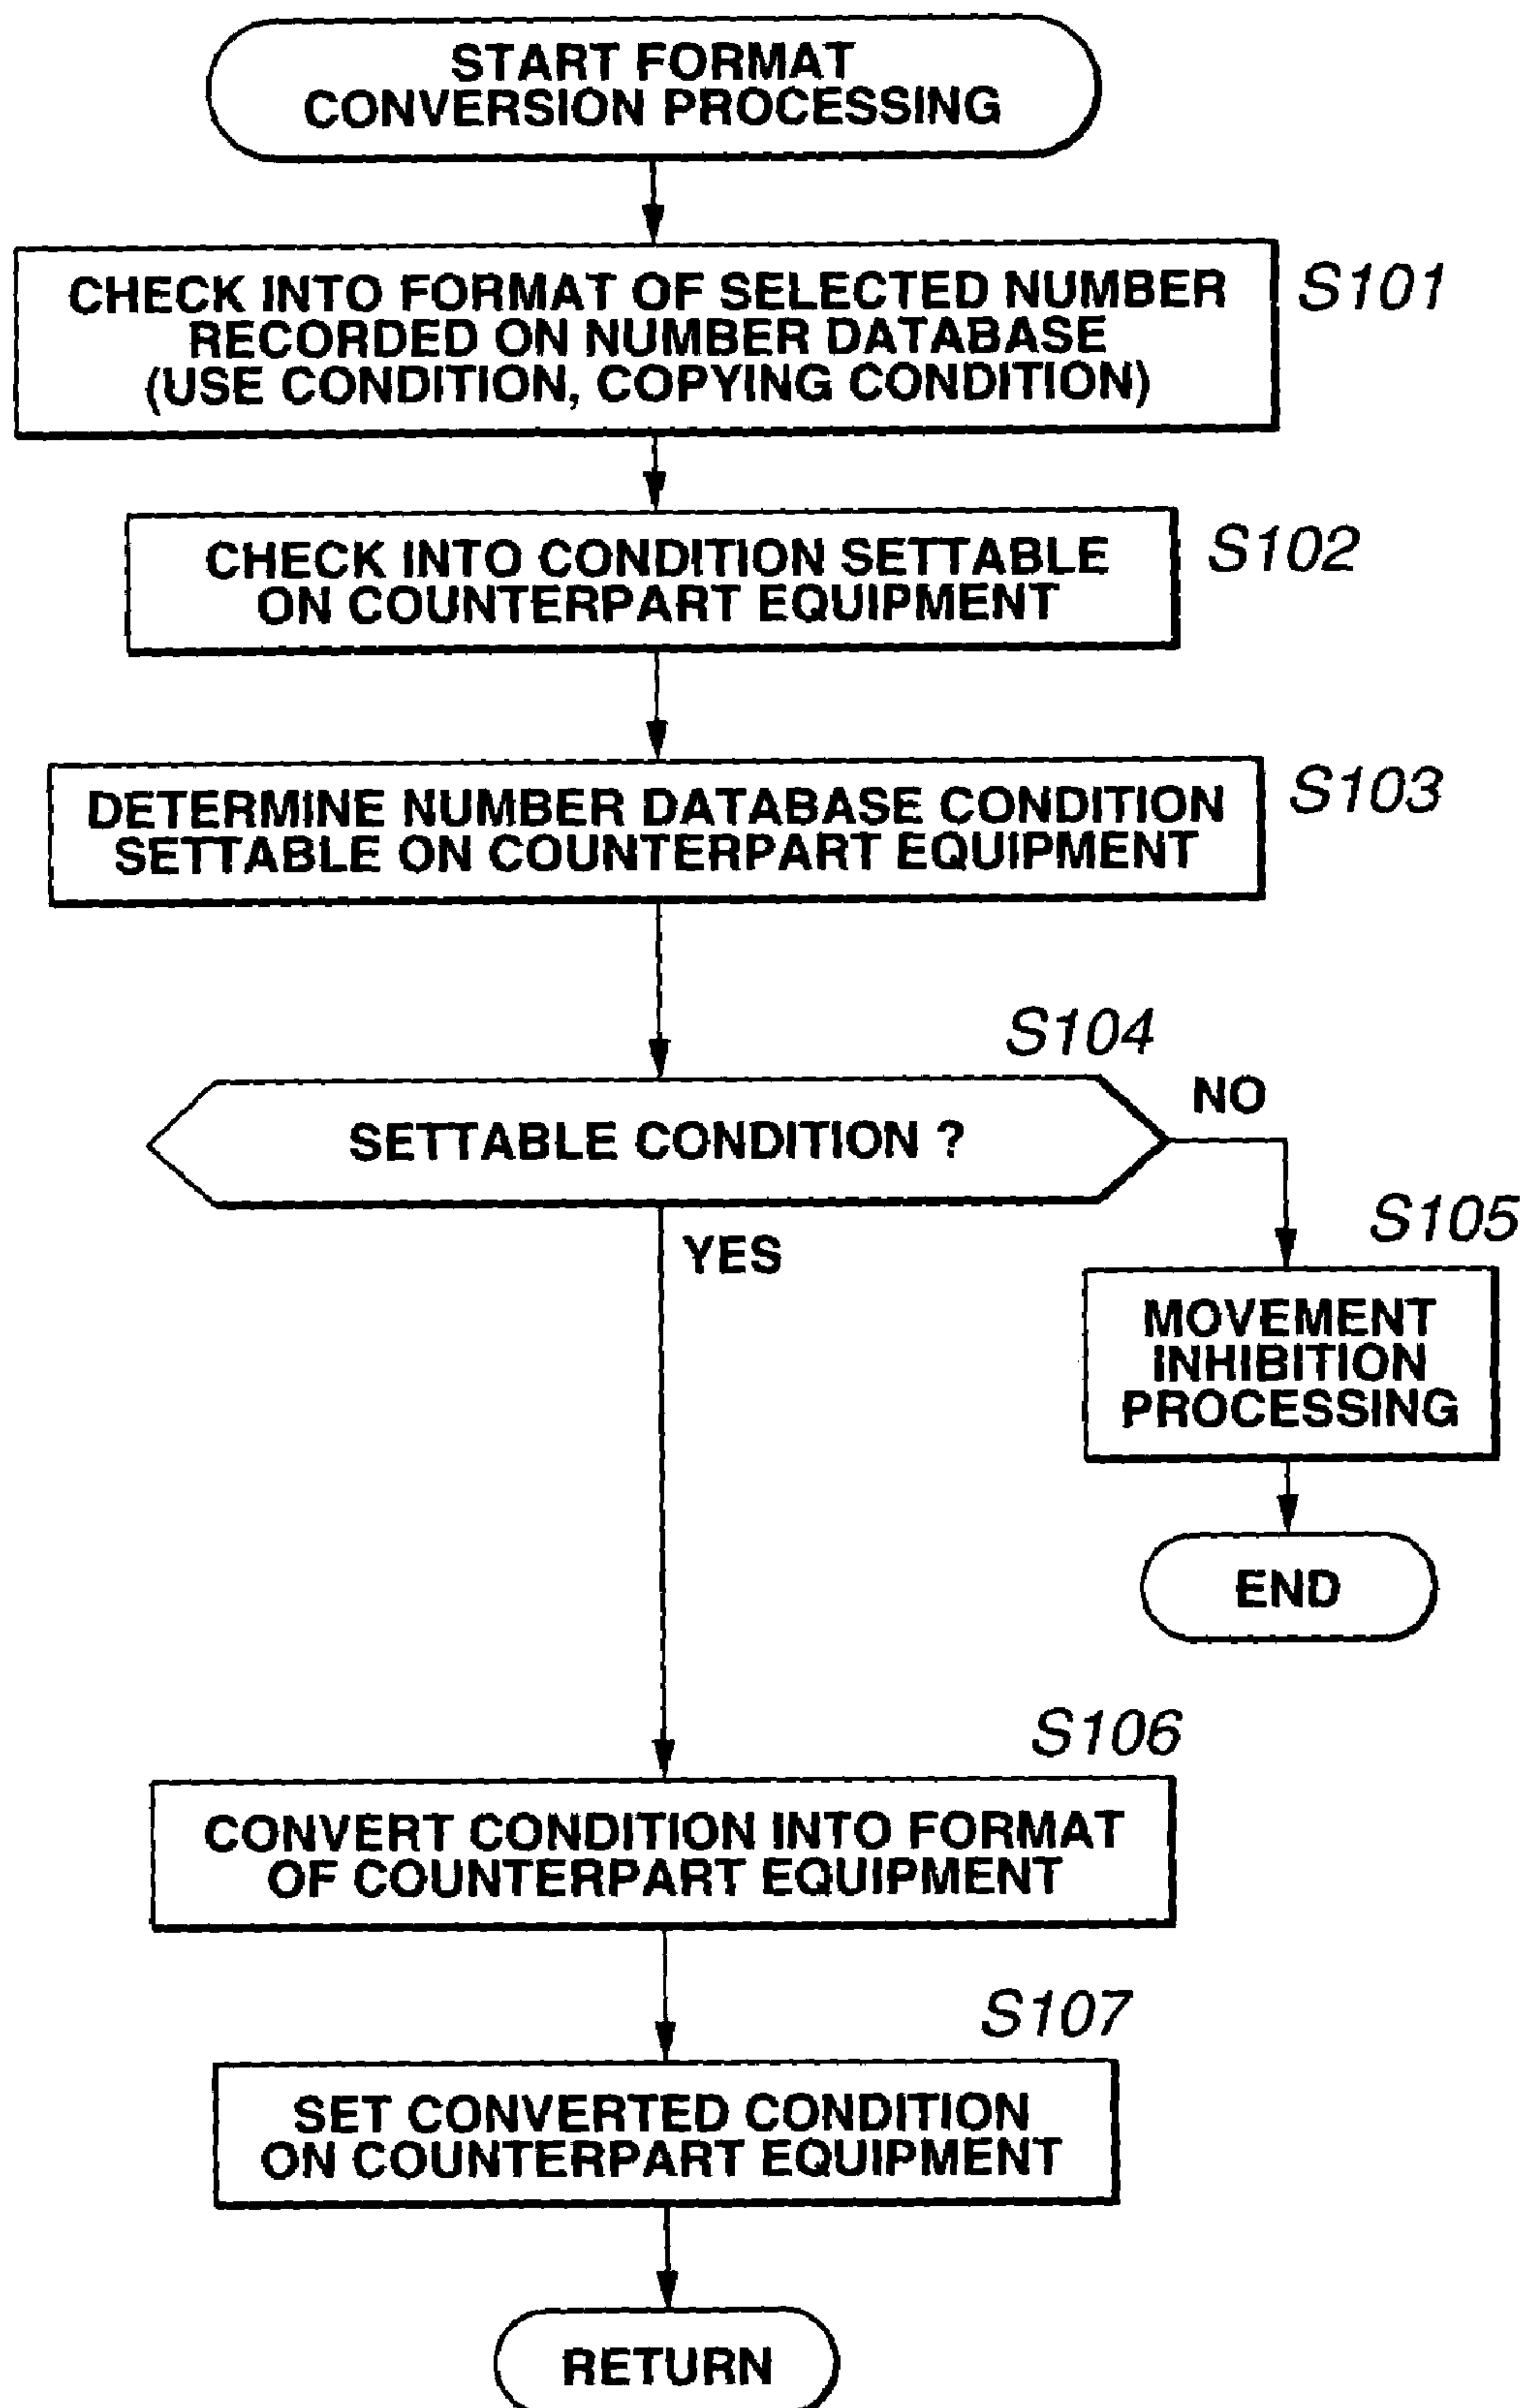 START FORMAT
CONVERSION PROCESSING
CHECK INTO FORMAT OF SELECTED NUMBER
RECORDED ON NUMBER DATABASE
(USE CONDITION, COPYING CONDITION)
S101
CHECK INTO CONDITION SETTABLE
ON COUNTERPART EQUIPMENT
S102
DETERMINE NUMBER DATABASE CONDITION
SETTABLE ON COUNTERPART EQUIPMENT
S103
S104
SETTABLE CONDITION ?
NO
YES
S105
MOVEMENT
INHIBITION
PROCESSING
END
S106
CONVERT CONDITION INTO FORMAT
OF COUNTERPART EQUIPMENT
S107
SET CONVERTED CONDITION
ON COUNTERPART EQUIPMENT
RETURN